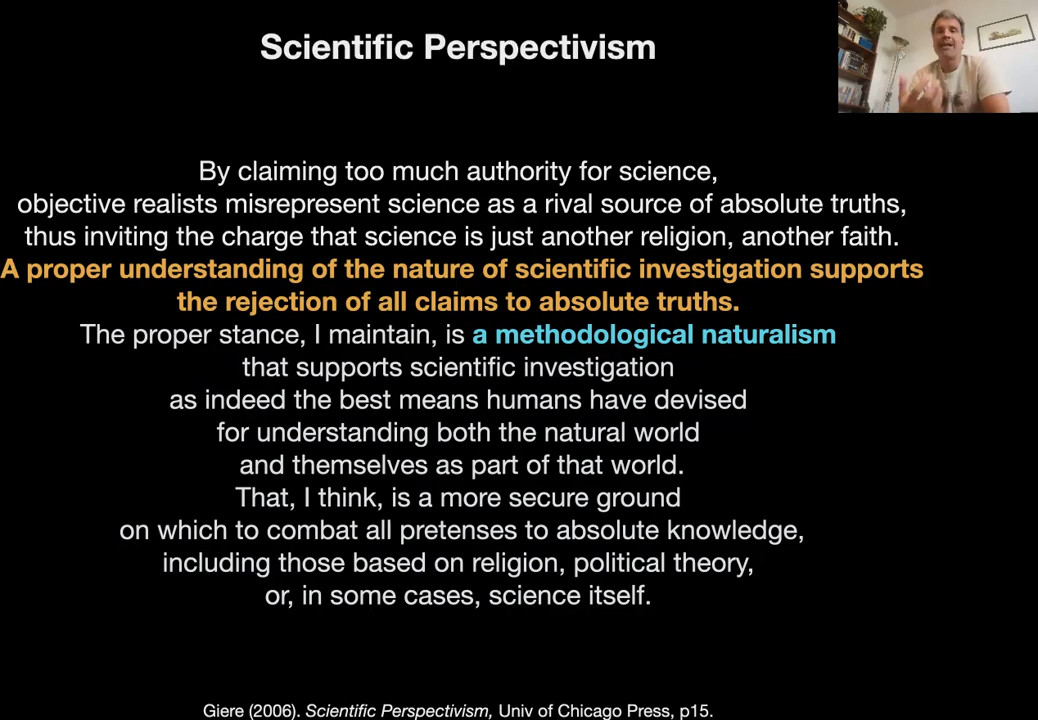 Scientific Perspectivism
By claiming too much authority for science,
objective realists misrepresent science as a rival source of absolute truths,
thus inviting the charge that science is just another religion, another faith.
A proper understanding of the nature of scientific investigation supports
the rejection of all claims to absolute truths.
The proper stance, I maintain, is a methodological naturalism
that supports scientific investigation
as indeed the best means humans have devised
for understanding both the natural world
and themselves as part of that world.
That, I think, is a more secure ground
on which to combat all pretenses to absolute knowledge,
including those based on religion, political theory,
or, in some cases, science itself.
Giere (2006). Scientific Perspectivism, Univ of Chicago Press, p15.